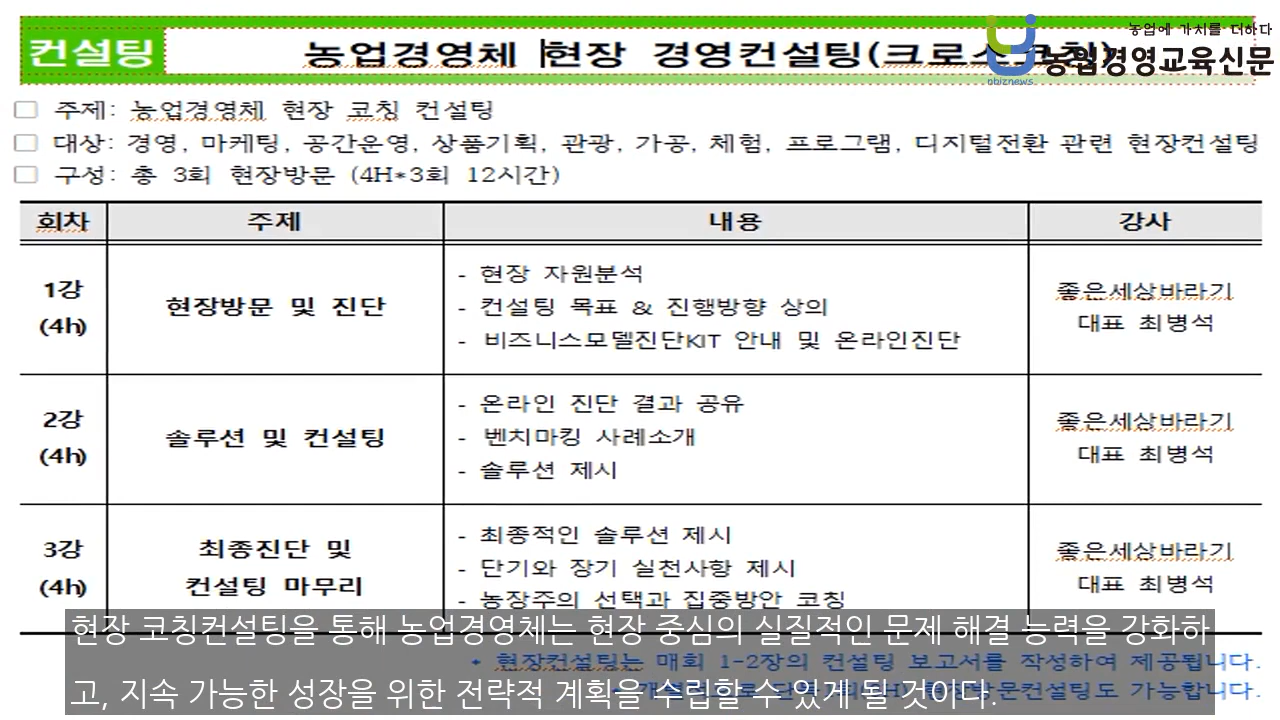 컨설팅
농업경영체 현장 경영컨설팅(크로스코칭)
농업에 가치를 더하다
농업경영교육신문
nbiznews
□ 주제: 농업경영체 현장 코칭 컨설팅
□ 대상: 경영, 마케팅, 공간운영, 상품기획, 관광, 가공, 체험, 프로그램, 디지털전환 관련 현장컨설팅
□ 구성: 총 3회 현장방문 (4H*3회 12시간)
회차 주제 내용 강사
1강
(4h)
현장방문 및 진단
- 현장 자원분석
- 컨설팅 목표 & 진행방향 상의
- 비즈니스모델진단KIT 안내 및 온라인진단
좋은세상바라기
대표 최병석
2강
(4h)
솔루션 및 컨설팅
- 온라인 진단 결과 공유
- 벤치마킹 사례소개
- 솔루션 제시
좋은세상바라기
대표 최병석
3강
(4h)
최종진단 및
컨설팅 마무리
- 최종적인 솔루션 제시
- 단기와 장기 실천사항 제시
- 농장주의 선택과 집중방안 코칭
좋은세상바라기
대표 최병석
* 현장컨설팅는 매회 1-2장의 컨설팅 보고서를 작성하여 제공됩니다.
현장방문컨설팅도 가능합니다.
현장 코칭컨설팅을 통해 농업경영체는 현장 중심의 실질적인 문제 해결 능력을 강화하
고, 지속 가능한 성장을 위한 전략적 계획을 수립할 수 있게 될 것이다.